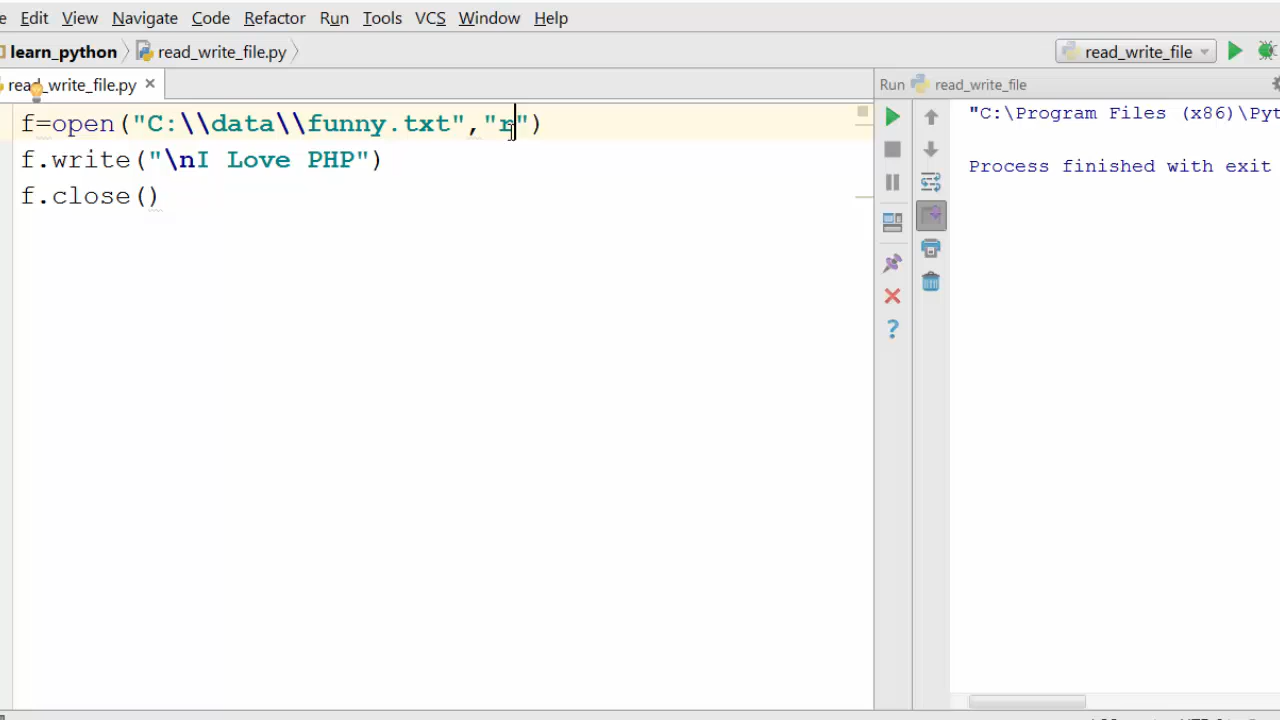 Edit View Navigate Code Refactor Run Tools VCS Window Help
learn_python read_write_file.py read_write_file
read_write_file.py Run read_write_file
f=open("C:\\data\\funny.txt","r")
f.write("\nI Love PHP")
f.close()
"C:\Program Files (x86)\Pyt
Process finished with exit